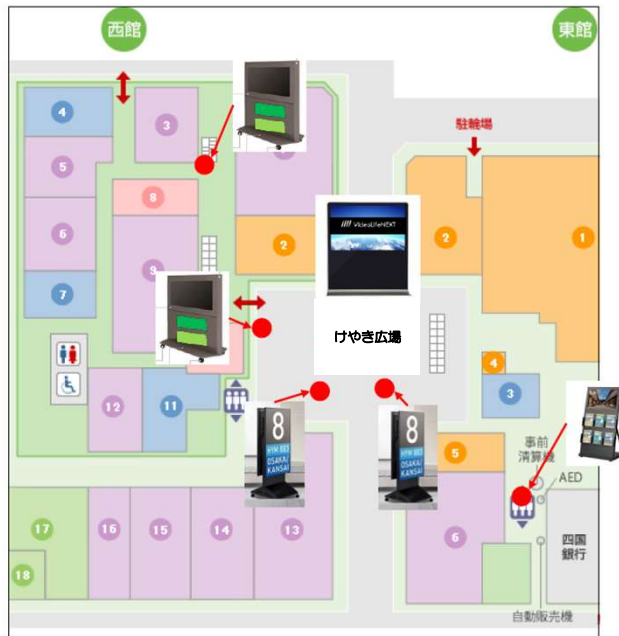 西館
東館
駐輪場
4
3
5
8
6
2
2
1
9
VideoLifeNEXT
7
けやき広場
4
3
12
11
8
HYM 883
OSAKA/
KANSAI
8
HYM 883
OSAKA/
KANSAI
5
事前
清算機
AED
17
16
15
14
13
6
四国
銀行
18
自動販売機